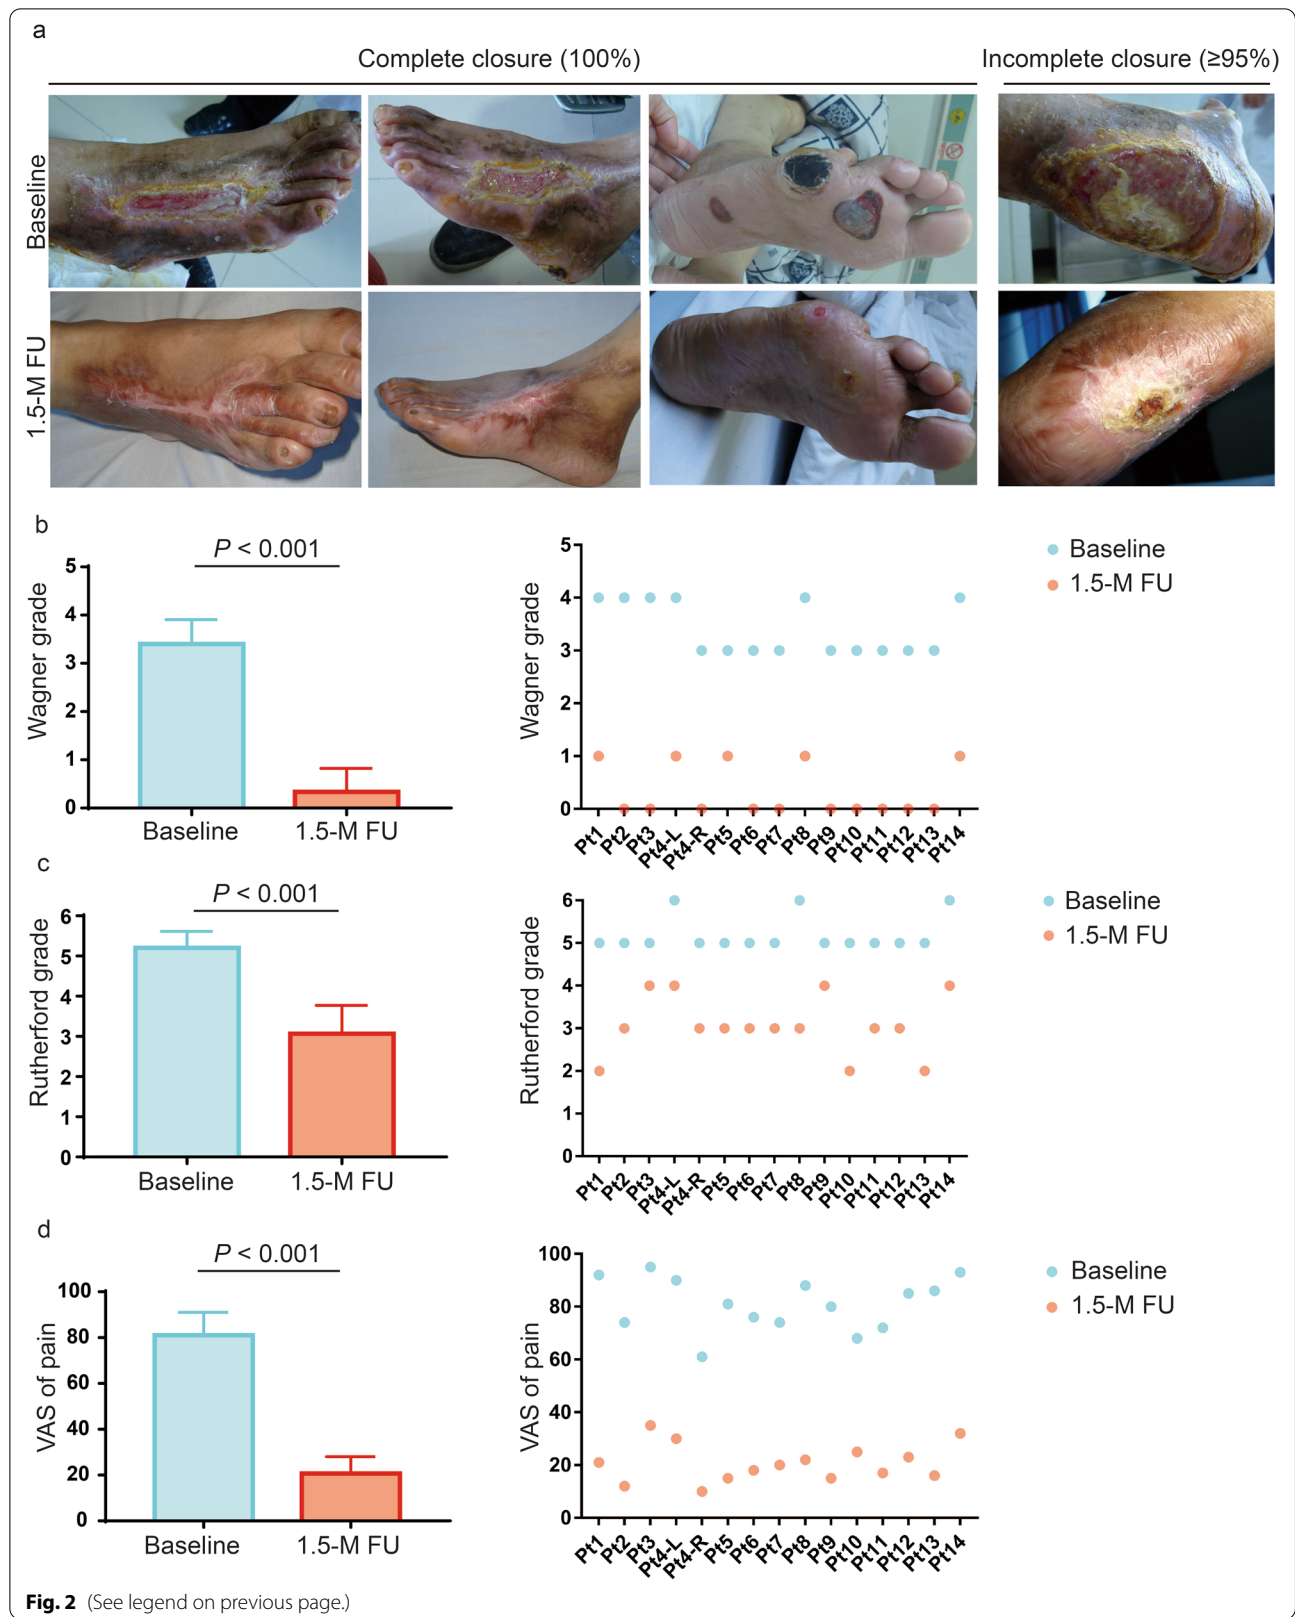 a
Complete closure (100%)
Incomplete closure (≥95%)
Baseline
1.5-M FU
b
P < 0.001
Wagner grade
5
4
3
2
1
0
Baseline
1.5-M FU
Wagner grade
5
4
3
2
1
0
Pt1
Pt2
Pt3
Pt4-L
Pt4-R
Pt5
Pt6
Pt7
Pt8
Pt9
Pt10
Pt11
Pt12
Pt13
Pt14
Baseline
1.5-M FU
c
P < 0.001
Rutherford grade
6
5
4
3
2
1
0
Baseline
1.5-M FU
Rutherford grade
6
5
4
3
2
1
0
Pt1
Pt2
Pt3
Pt4-L
Pt4-R
Pt5
Pt6
Pt7
Pt8
Pt9
Pt10
Pt11
Pt12
Pt13
Pt14
Baseline
1.5-M FU
d
P < 0.001
VAS of pain
100
80
60
40
20
0
Baseline
1.5-M FU
VAS of pain
100
80
60
40
20
0
Pt1
Pt2
Pt3
Pt4-L
Pt4-R
Pt5
Pt6
Pt7
Pt8
Pt9
Pt10
Pt11
Pt12
Pt13
Pt14
Baseline
1.5-M FU
Fig. 2 (See legend on previous page.)